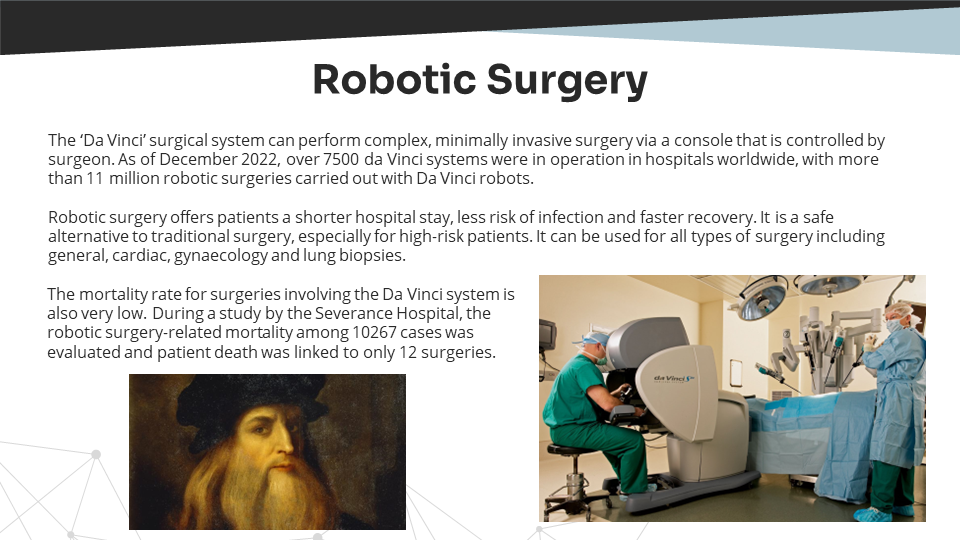 Robotic Surgery
The ‘Da Vinci’ surgical system can perform complex, minimally invasive surgery via a console that is controlled by
surgeon. As of December 2022, over 7500 da Vinci systems were in operation in hospitals worldwide, with more
than 11 million robotic surgeries carried out with Da Vinci robots.
Robotic surgery offers patients a shorter hospital stay, less risk of infection and faster recovery. It is a safe
alternative to traditional surgery, especially for high-risk patients. It can be used for all types of surgery including
general, cardiac, gynaecology and lung biopsies.
The mortality rate for surgeries involving the Da Vinci system is
also very low. During a study by the Severance Hospital, the
robotic surgery-related mortality among 10267 cases was
evaluated and patient death was linked to only 12 surgeries.
da Vinci S